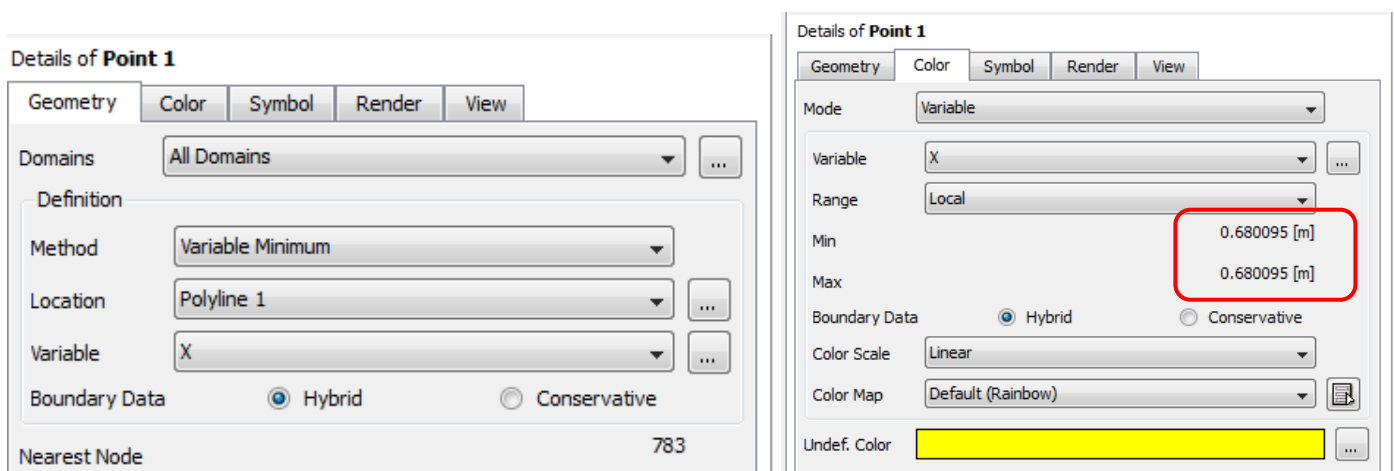 Details of Point 1
Geometry Color Symbol Render View
Domains All Domains ...
Definition
Method Variable Minimum
Location Polyline 1 ...
Variable X ...
Boundary Data Hybrid Conservative
Nearest Node 783
Details of Point 1
Geometry Color Symbol Render View
Mode Variable
Variable X ...
Range Local
Min 0.680095 [m]
Max 0.680095 [m]
Boundary Data Hybrid Conservative
Color Scale Linear
Color Map Default (Rainbow)
Undef. Color ...